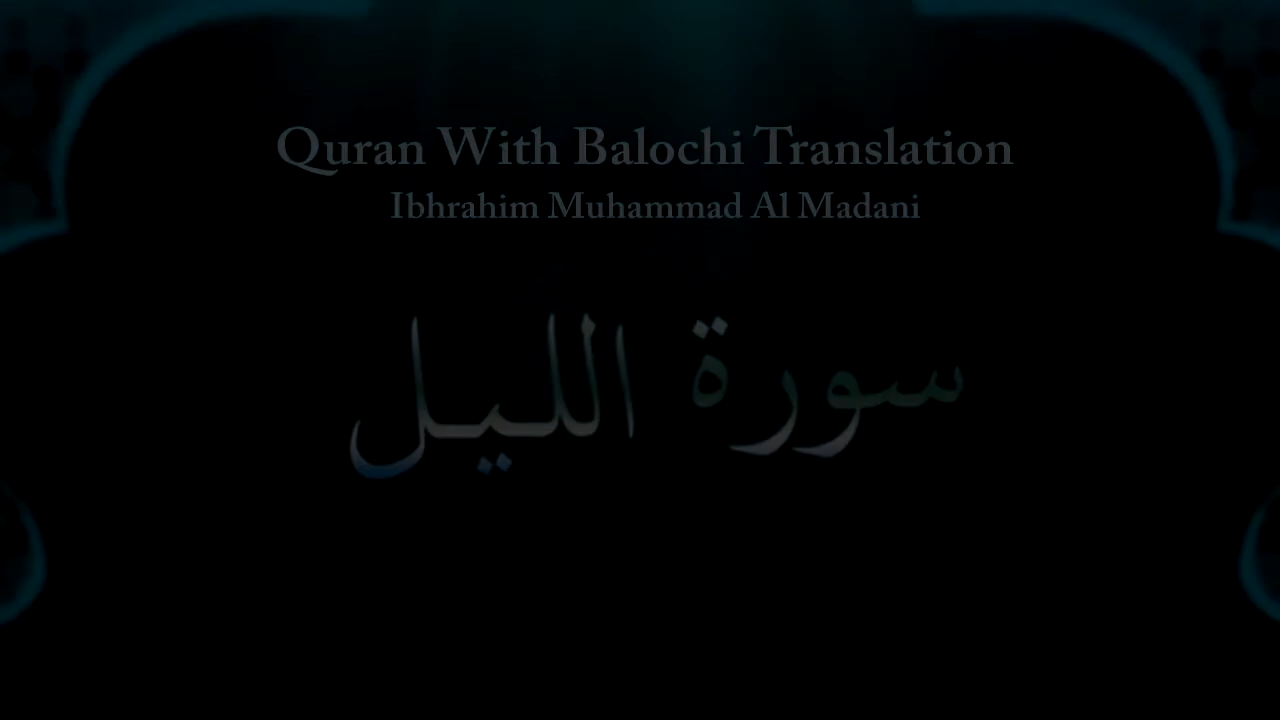 Quran With Balochi Translation
Ibhrahim Muhammad Al Madani
سورة الليل